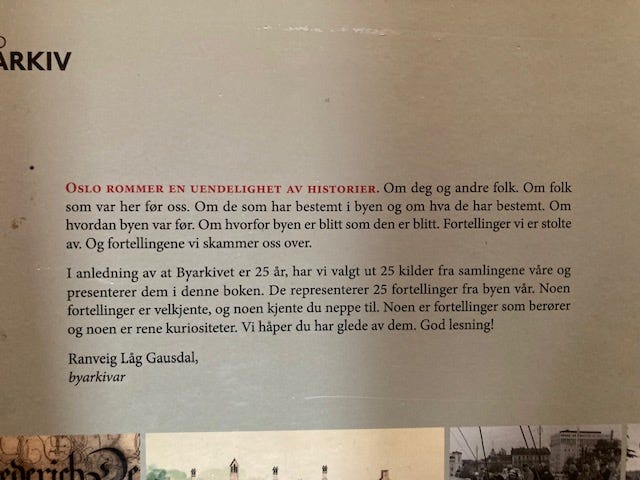 ARKIV
OSLO ROMMER EN UENDELIGHET AV HISTORIER. Om deg og andre folk. Om folk
som var her før oss. Om de som har bestemt i byen og om hva de har bestemt. Om
hvordan byen var før. Om hvorfor byen er blitt som den er blitt. Fortellinger vi er stolte
av. Og fortellingene vi skammer oss over.
I anledning av at Byarkivet er 25 år, har vi valgt ut 25 kilder fra samlingene våre og
presenterer dem i denne boken. De representerer 25 fortellinger fra byen vår. Noen
fortellinger er velkjente, og noen kjente du neppe til. Noen er fortellinger som berører
og noen er rene kuriositeter. Vi håper du har glede av dem. God lesning!
Ranveig Låg Gausdal,
byarkivar